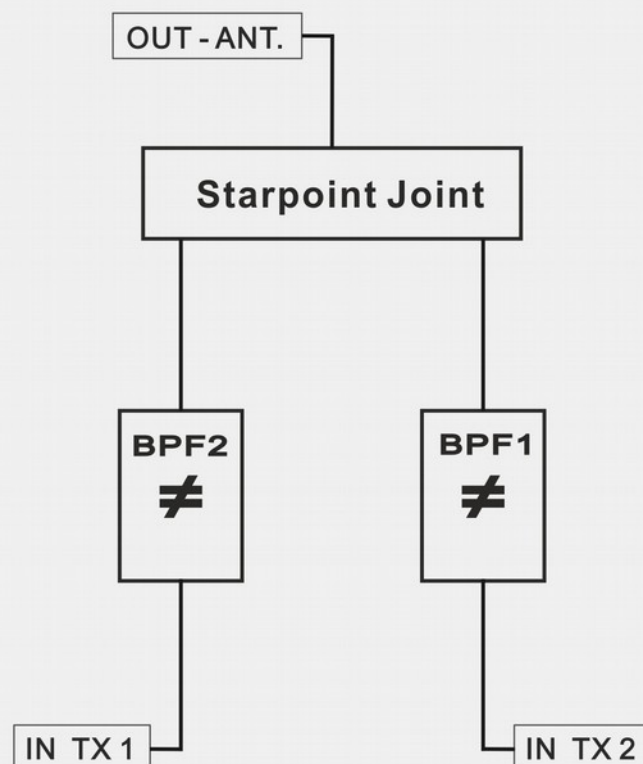 OUT - ANT.
Starpoint Joint
BPF2
≠
BPF1
≠
IN TX 1
IN TX 2